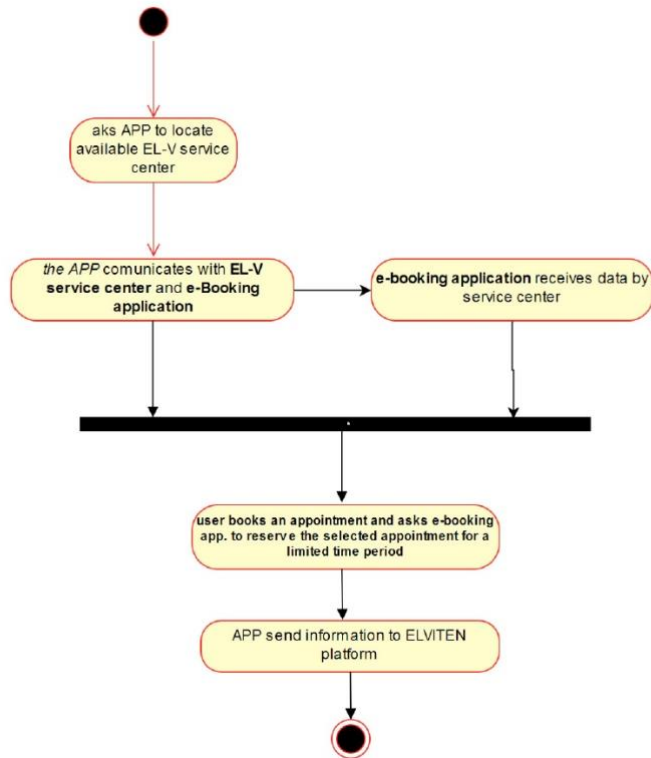 aks APP to locate
available EL-V service
center
the APP comunicates with EL-V
service center and e-Booking
application
e-booking application receives data by
service center
user books an appointment and asks e-booking
app. to reserve the selected appointment for a
limited time period
APP send information to ELVITEN
platform